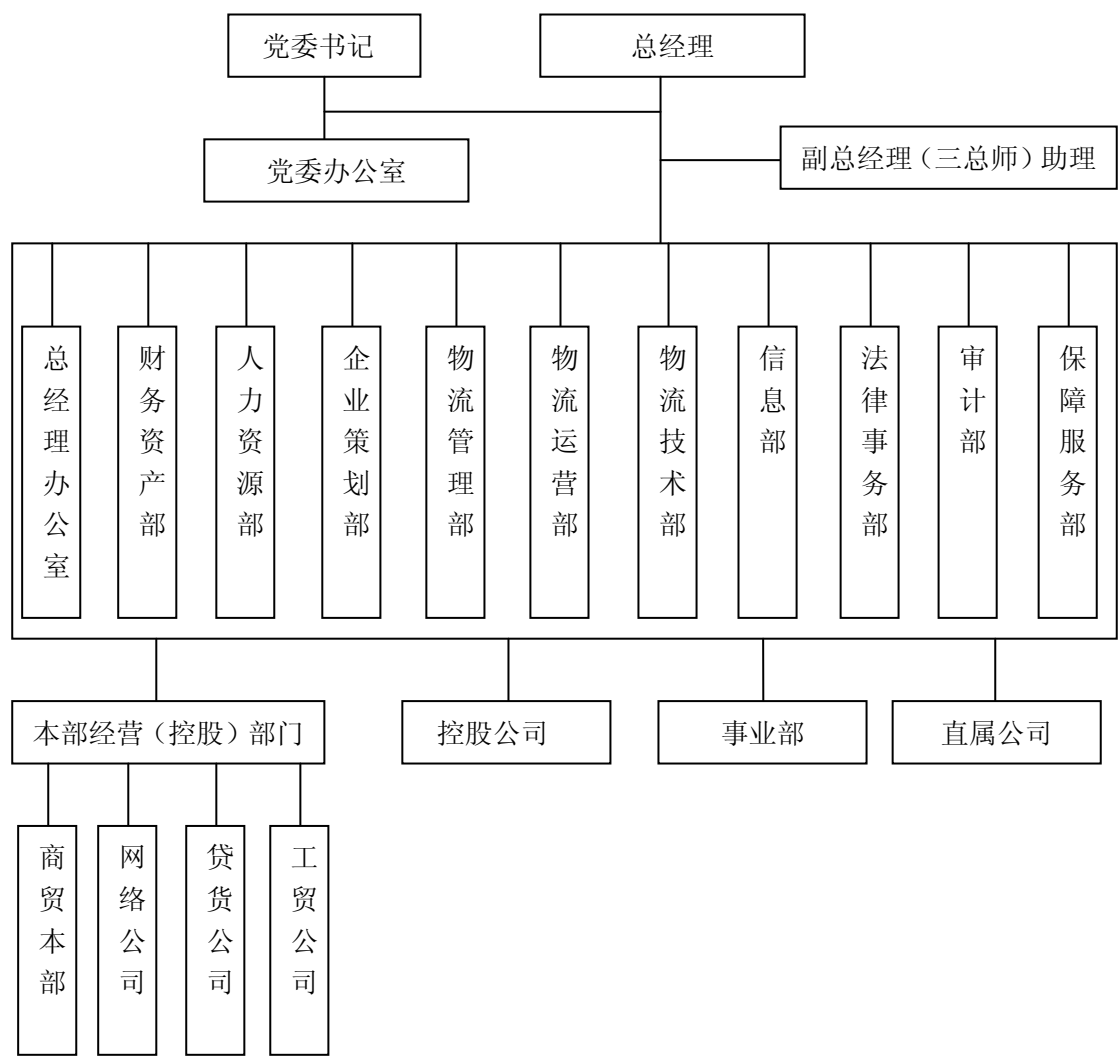 党委书记
总经理
党委办公室
副总经理（三总师）助理
总经理办公室
财务资产部
人力资源部
企业策划部
物流管理部
物流运营部
物流技术部
信息部
法律事务部
审计部
保障服务部
本部经营（控股）部门
控股公司
事业部
直属公司
商贸本部
网络公司
贷货公司
工贸公司